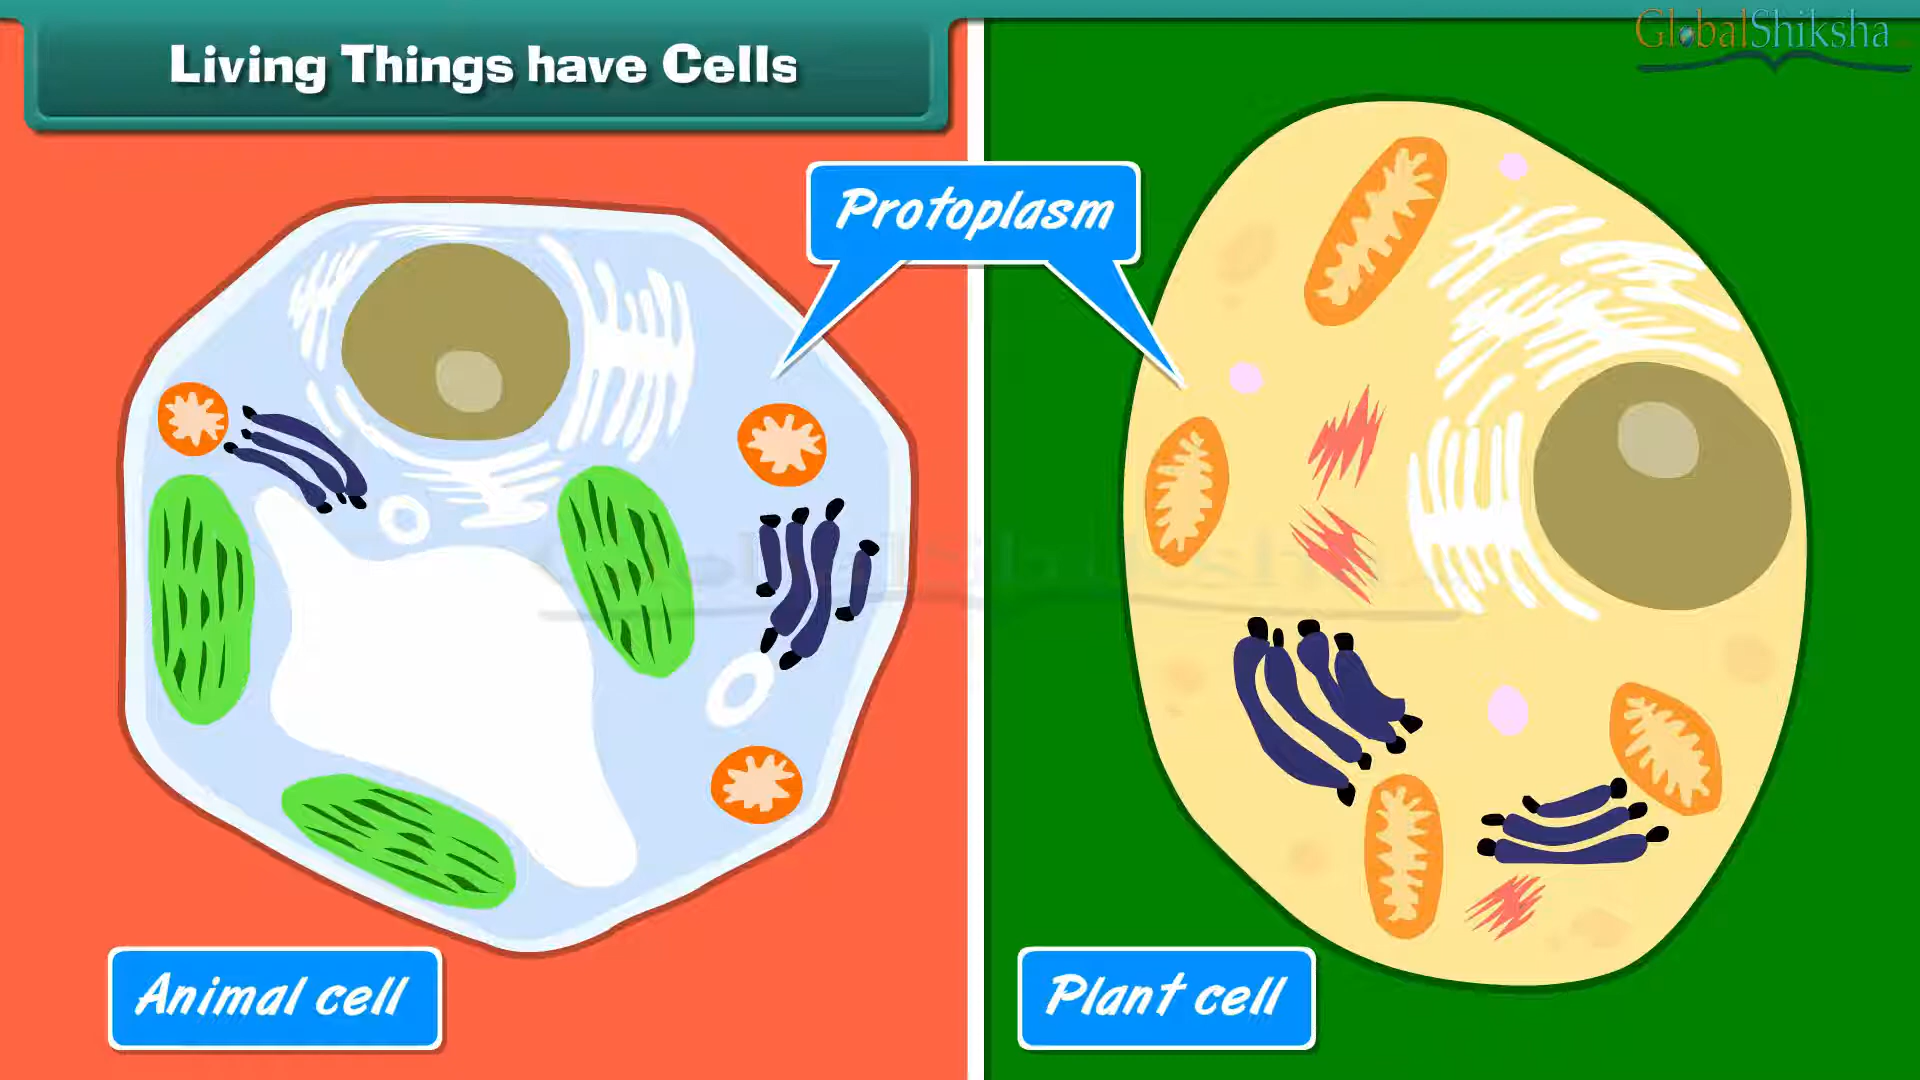 Living Things have Cells
GlobalShiksha
Protoplasm
Animal cell
Plant cell